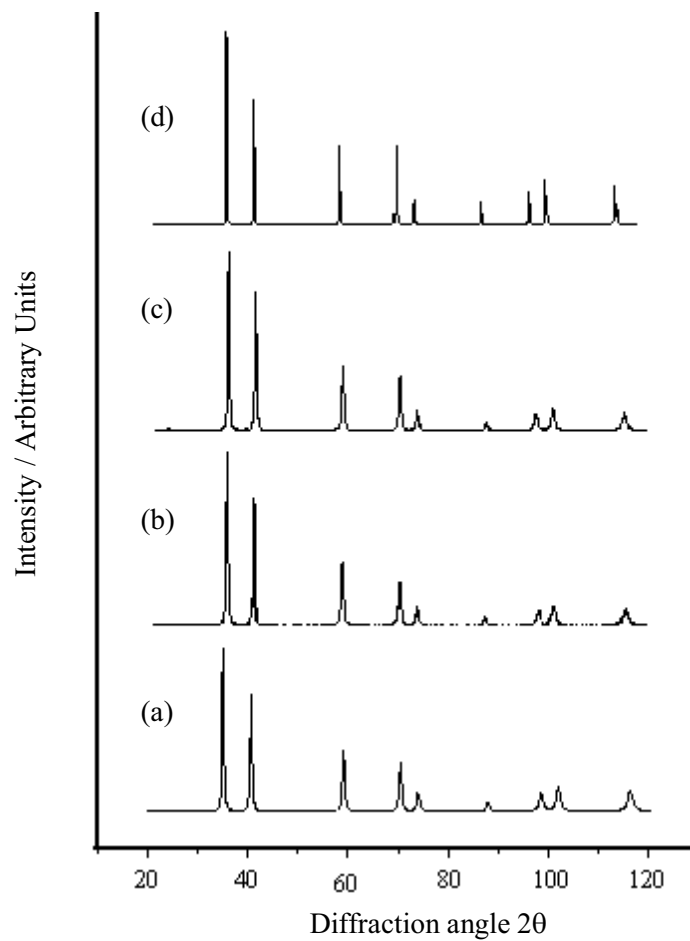 (d)
(c)
(b)
(a)
Intensity / Arbitrary Units
20 40 60 80 100 120
Diffraction angle 2θ